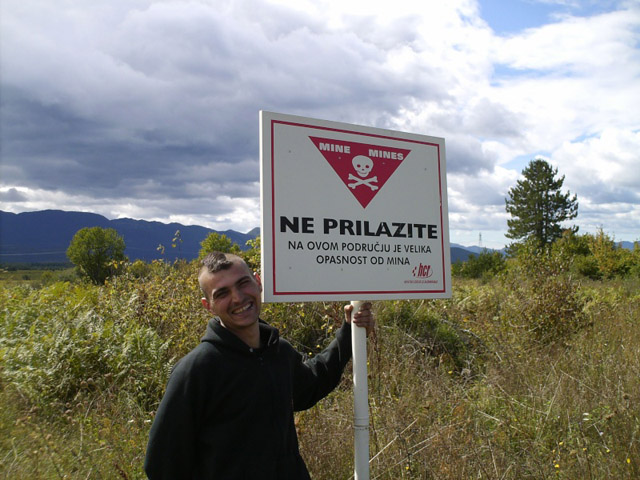 MINE MINES
NE PRILAZITE
NA OVOM PODRUČJU JE VELIKA
OPASNOST OD MINA
hcr